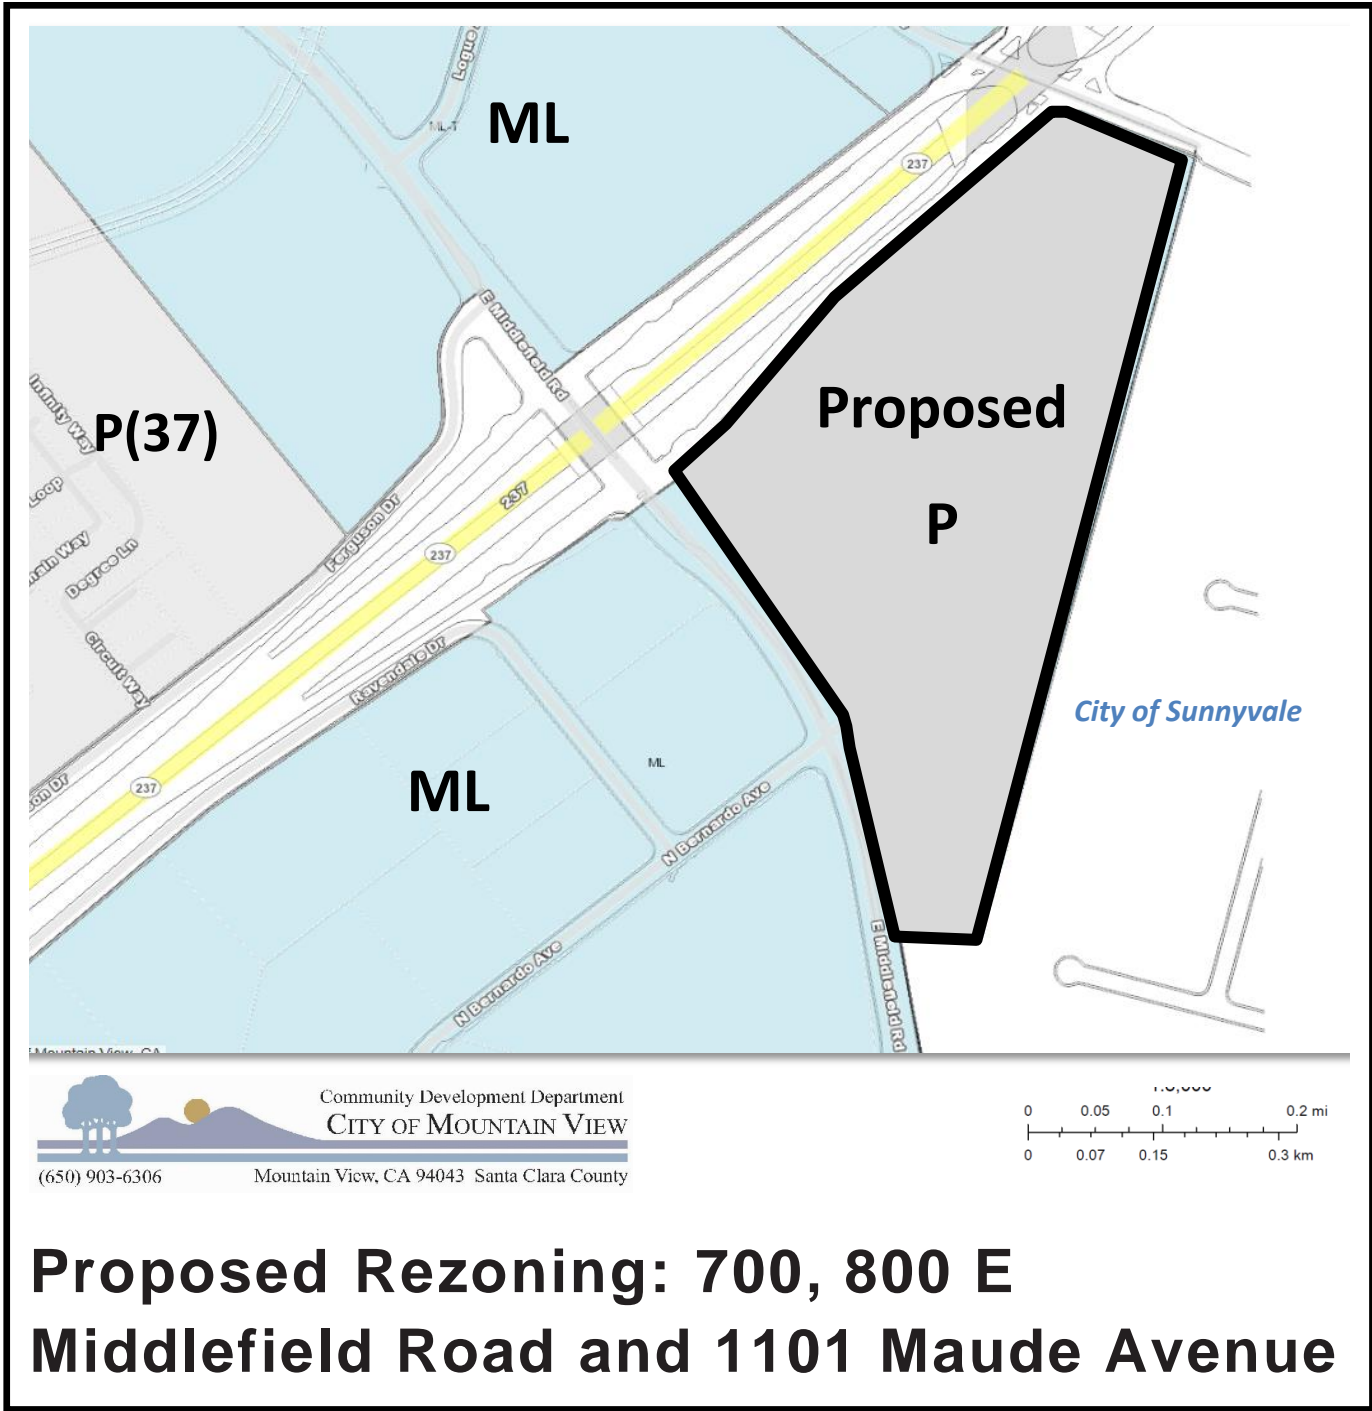 Logue
ML
ML-T
237
E Middlefield Rd
Proposed
P
P(37)
Infinity Way
Loop
Degree Ln
Circuit Way
Ferguson Dr
237
237
Ravendale Dr
City of Sunnyvale
ML
ML
N Bernardo Ave
237
N Bernardo Ave
E Middlefield Rd
Mountain View, CA
Community Development Department
CITY OF MOUNTAIN VIEW
(650) 903-6306 Mountain View, CA 94043 Santa Clara County
0 0.05 0.1 0.2 mi
0 0.07 0.15 0.3 km
Proposed Rezoning: 700, 800 E
Middlefield Road and 1101 Maude Avenue